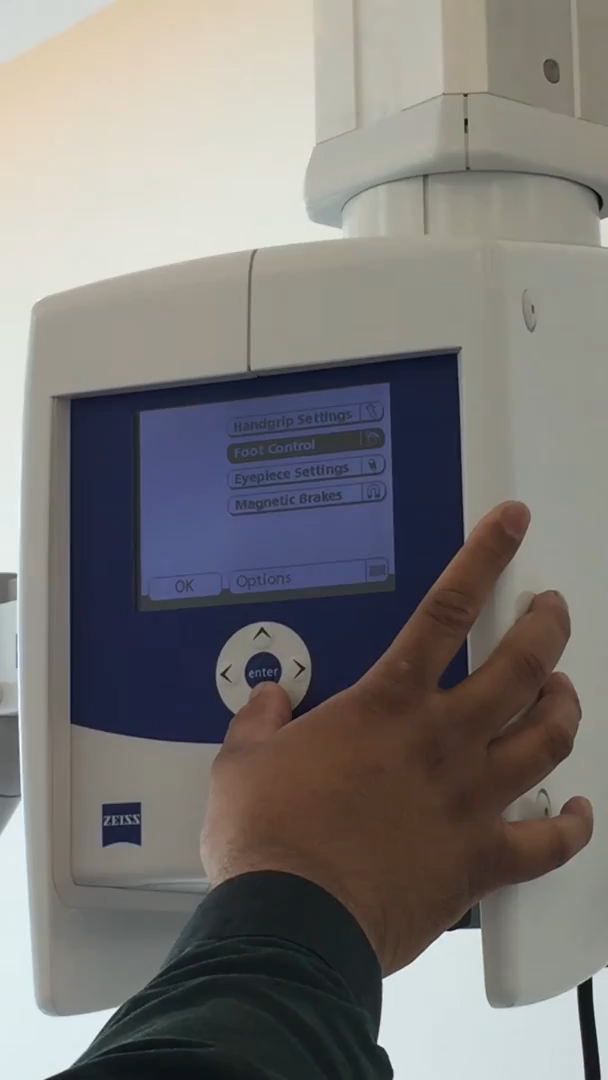 Handgrip Settings
Foot Control
Eyepiece Settings
Magnetic Brakes
OK
Options
enter
ZEISS